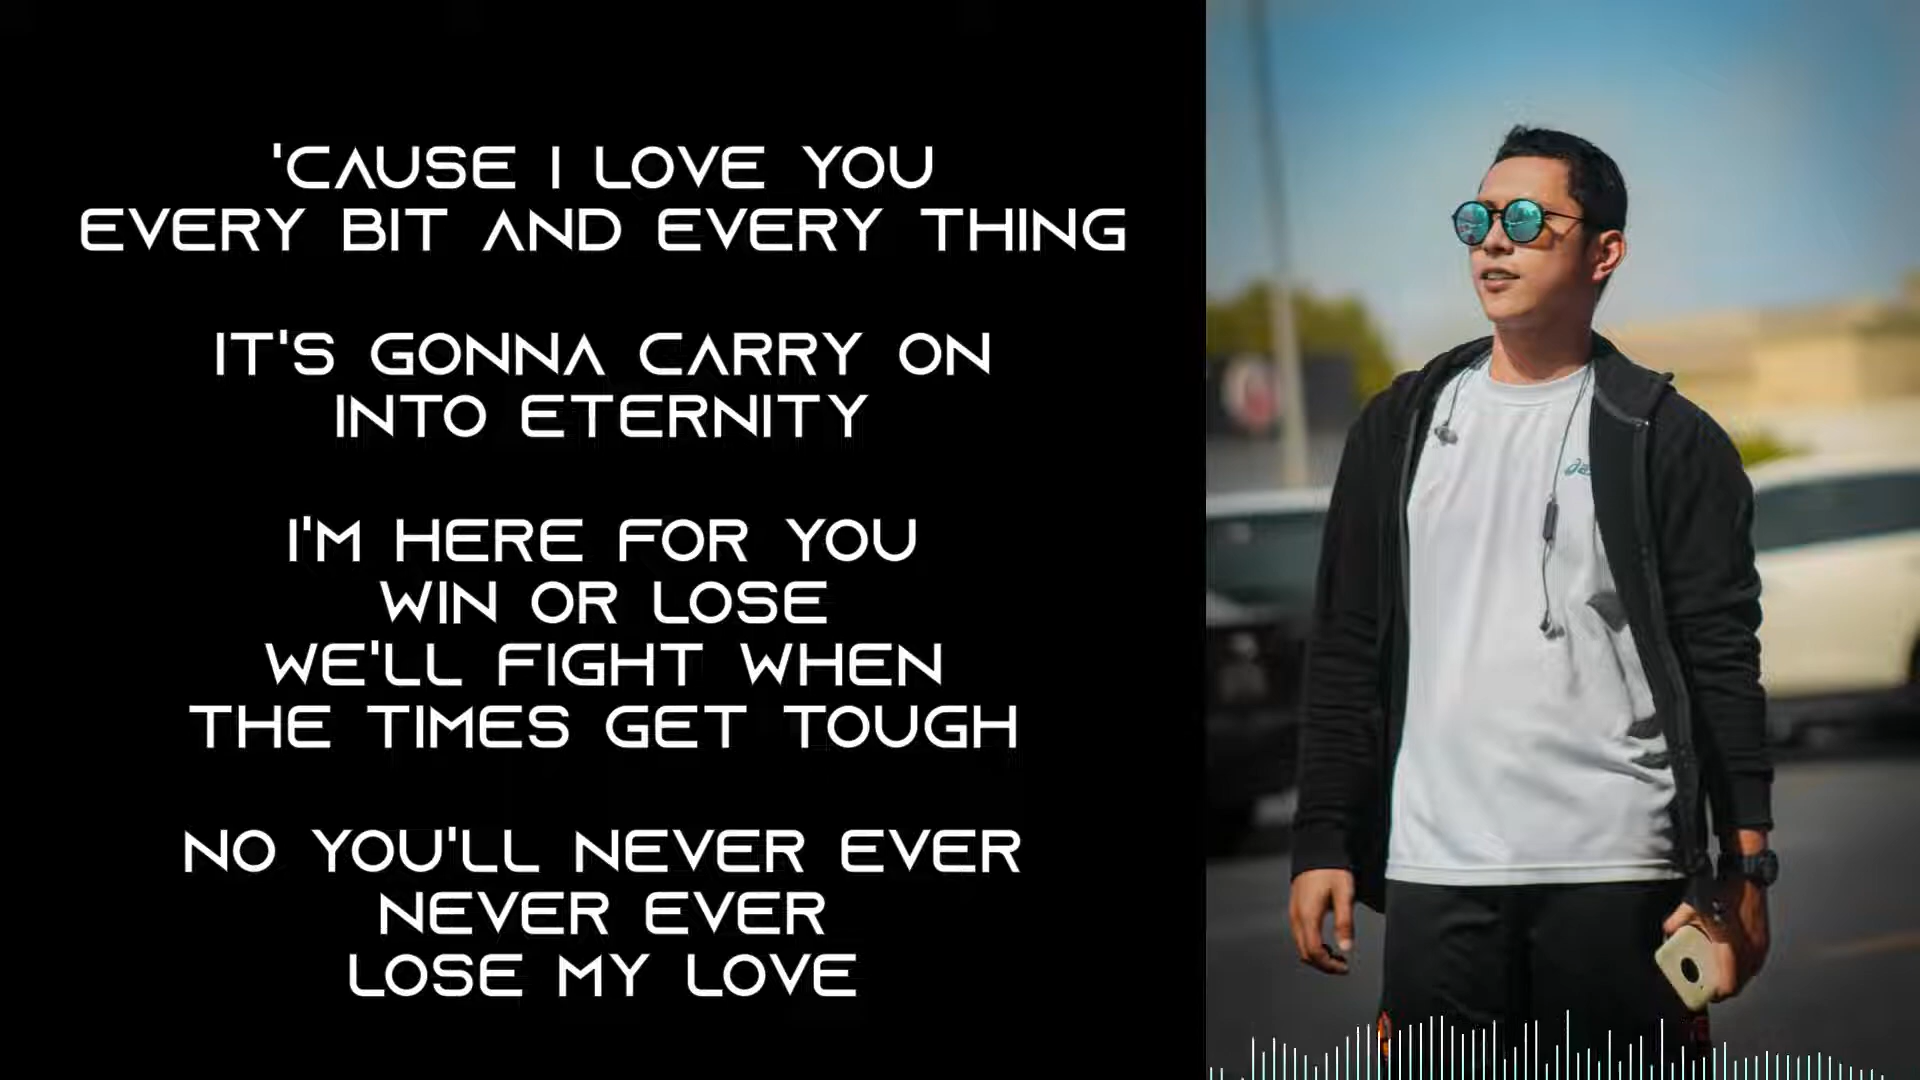 'CAUSE I LOVE YOU
EVERY BIT AND EVERY THING
IT'S GONNA CARRY ON
INTO ETERNITY
I'M HERE FOR YOU
WIN OR LOSE
WE'LL FIGHT WHEN
THE TIMES GET TOUGH
NO YOU'LL NEVER EVER
NEVER EVER
LOSE MY LOVE